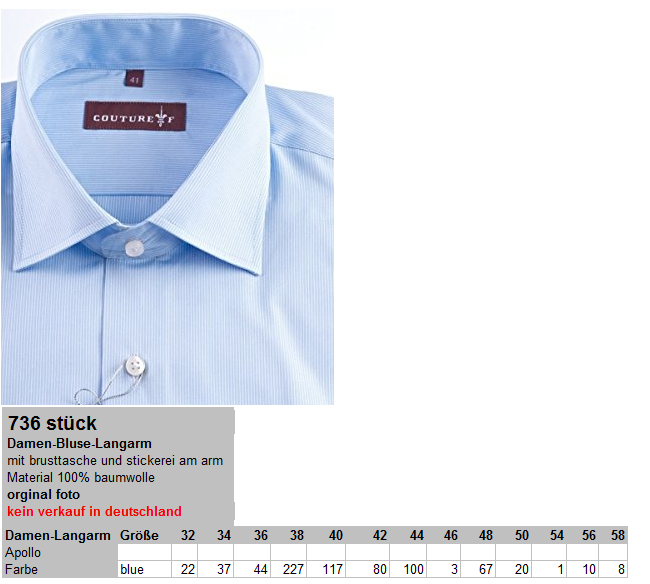 41
COUTURE F
736 stück
Damen-Bluse-Langarm
mit brusttasche und stickerei am arm
Material 100% baumwolle
orginal foto
kein verkauf in deutschland
Damen-Langarm Größe 32 34 36 38 40 42 44 46 48 50 54 56 58
Apollo
Farbe blue 22 37 44 227 117 80 100 3 67 20 1 10 8